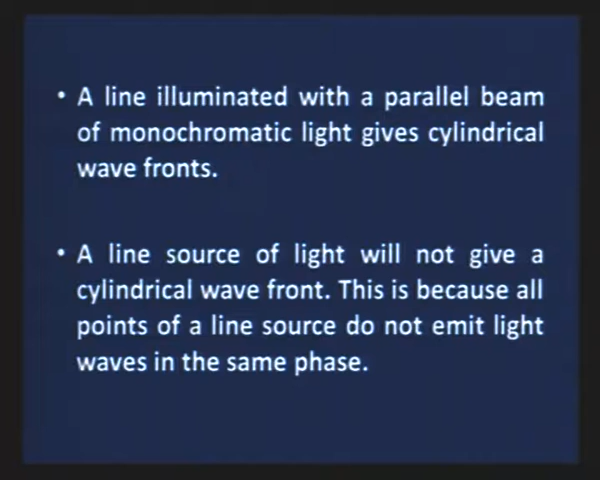 • A line illuminated with a parallel beam
of monochromatic light gives cylindrical
wave fronts.
• A line source of light will not give a
cylindrical wave front. This is because all
points of a line source do not emit light
waves in the same phase.